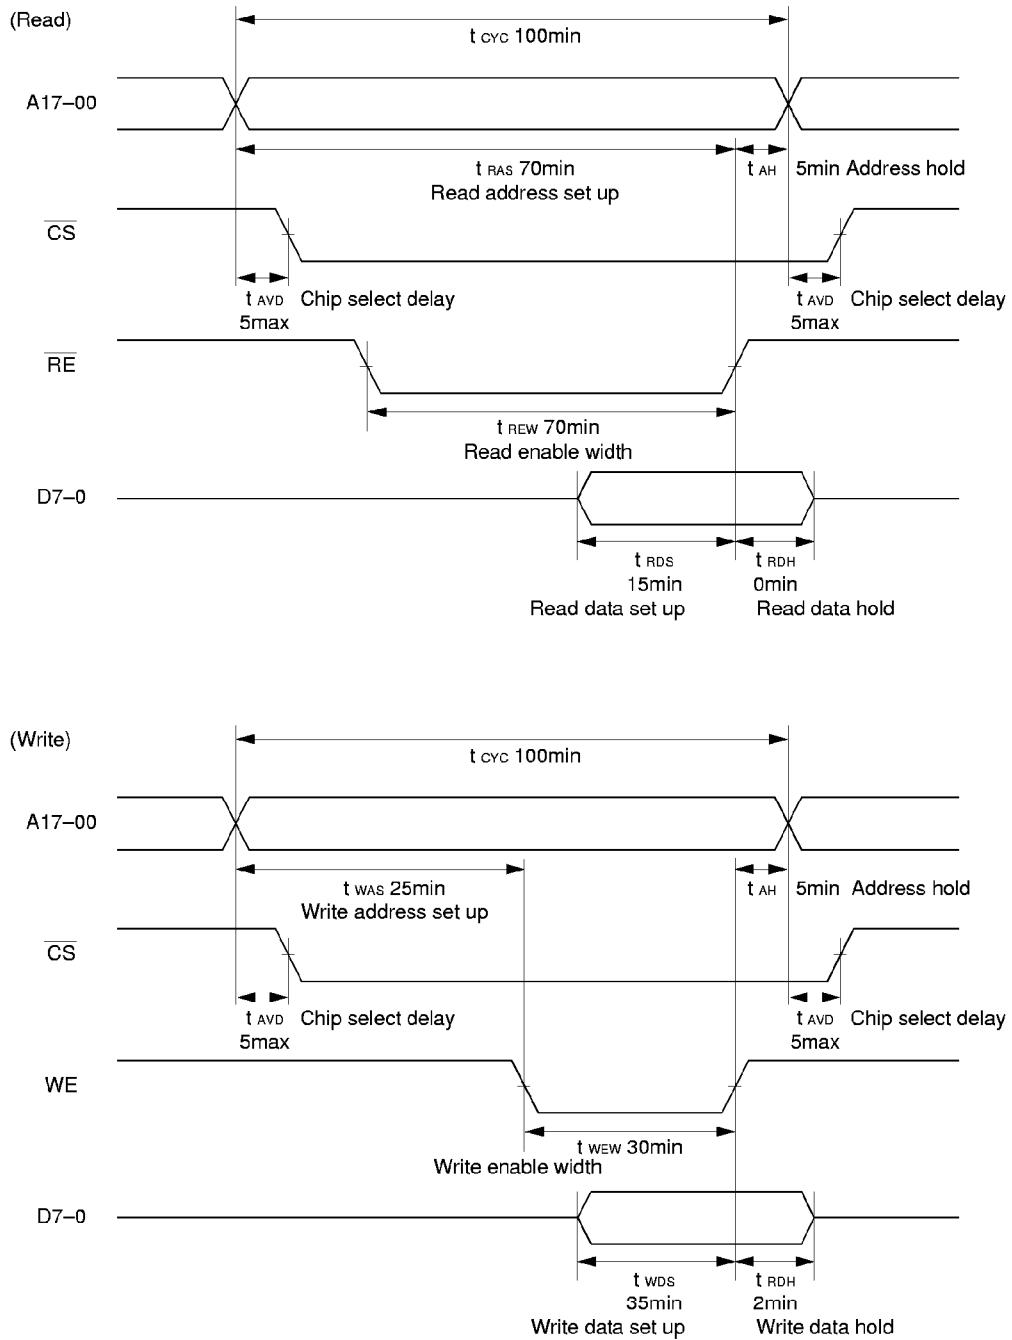 (Read)
t CYC 100min
A17–00
t RAS 70min
t AH 5min Address hold
Read address set up
CS
t AVD Chip select delay
5max
t AVD Chip select delay
5max
RE
t REW 70min
Read enable width
D7–0
t RDS
15min
Read data set up
t RDH
0min
Read data hold
(Write)
t CYC 100min
A17–00
t WAS 25min
Write address set up
t AH 5min Address hold
CS
t AVD Chip select delay
5max
t AVD Chip select delay
5max
WE
t WEW 30min
Write enable width
D7–0
t WDS
35min
Write data set up
t RDH
2min
Write data hold